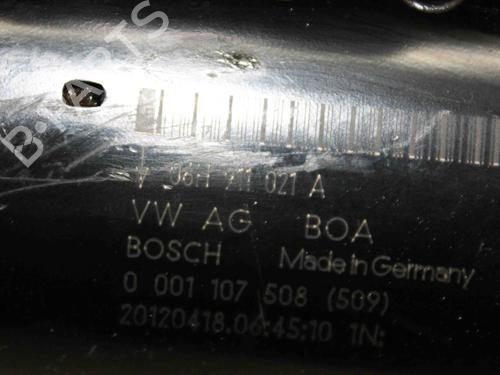 B-PARTS
V 06H 911 021 A
VW AG BOA
BOSCH Made in Germany
0 001 107 508 (509)
20120418.06:45:10 1N: